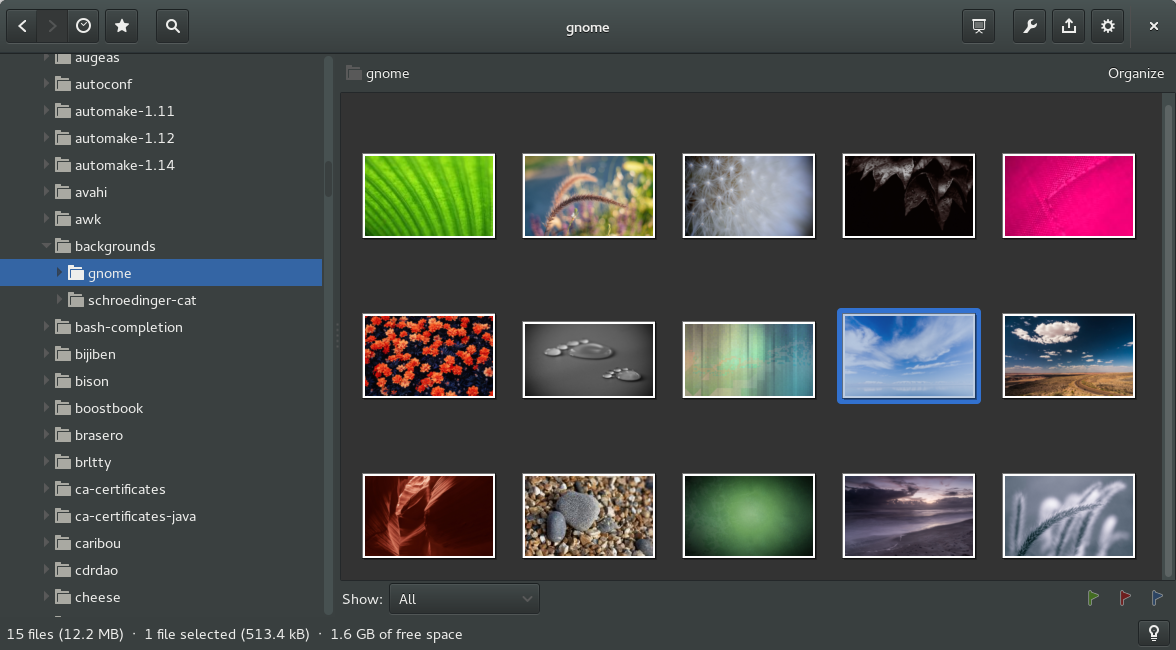 gnome
augeas
autoconf
automake-1.11
automake-1.12
automake-1.14
avahi
awk
backgrounds
gnome
schroedinger-cat
bash-completion
bijiben
bison
boostbook
brasero
brltty
ca-certificates
ca-certificates-java
caribou
cdrdao
cheese
gnome
Organize
Show: All
15 files (12.2 MB) · 1 file selected (513.4 kB) · 1.6 GB of free space